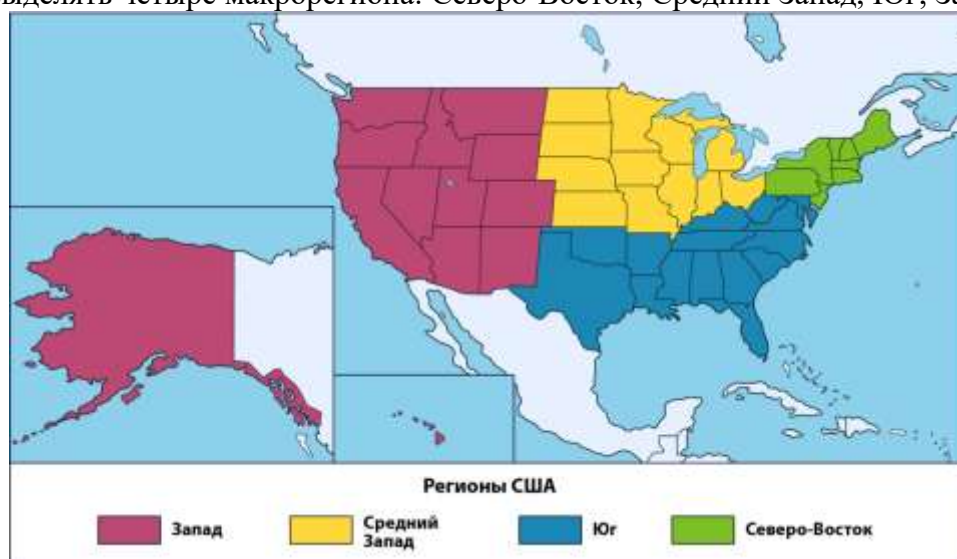 четыре макрорегиона: Северо-Восток, Средний Запад, Юг,
Регионы США
Запад
Средний
Запад
Юг
Северо-Восток